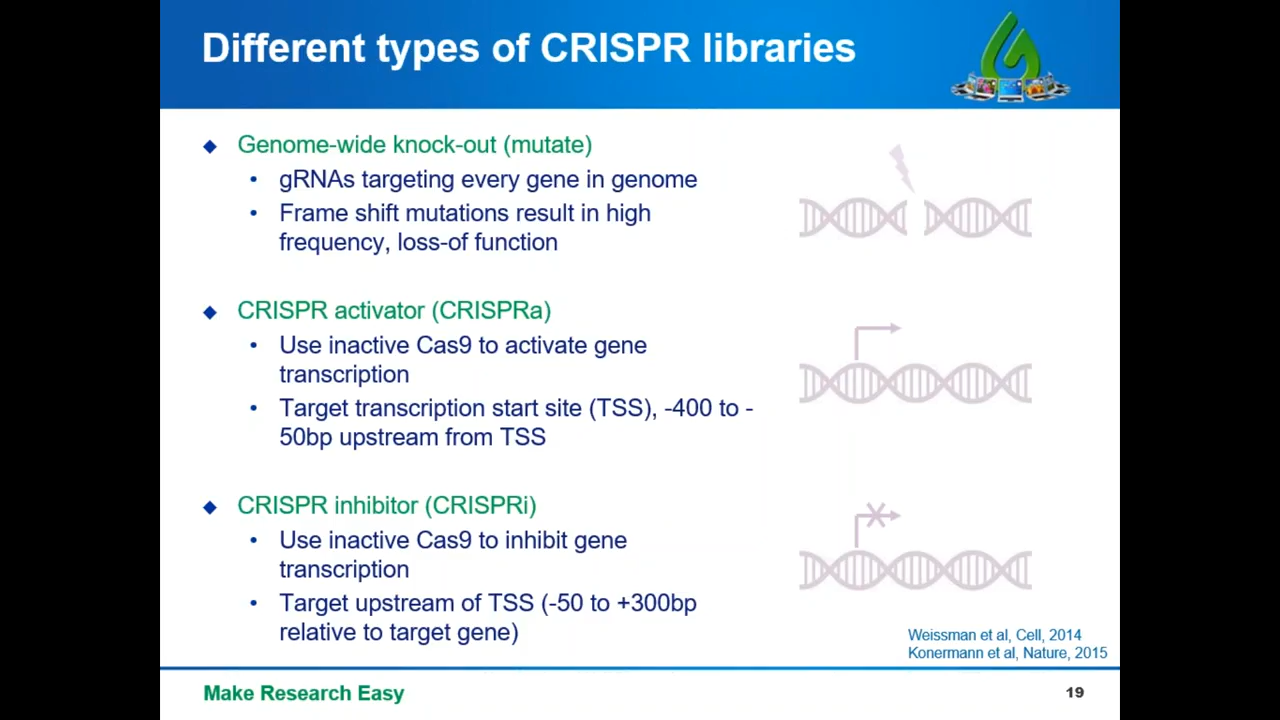 Different types of CRISPR libraries
◆ Genome-wide knock-out (mutate)
• gRNAs targeting every gene in genome
• Frame shift mutations result in high
frequency, loss-of function
◆ CRISPR activator (CRISPRa)
• Use inactive Cas9 to activate gene
transcription
• Target transcription start site (TSS), -400 to -
50bp upstream from TSS
◆ CRISPR inhibitor (CRISPRi)
• Use inactive Cas9 to inhibit gene
transcription
• Target upstream of TSS (-50 to +300bp
relative to target gene)
Weissman et al, Cell, 2014
Konermann et al, Nature, 2015
Make Research Easy
19